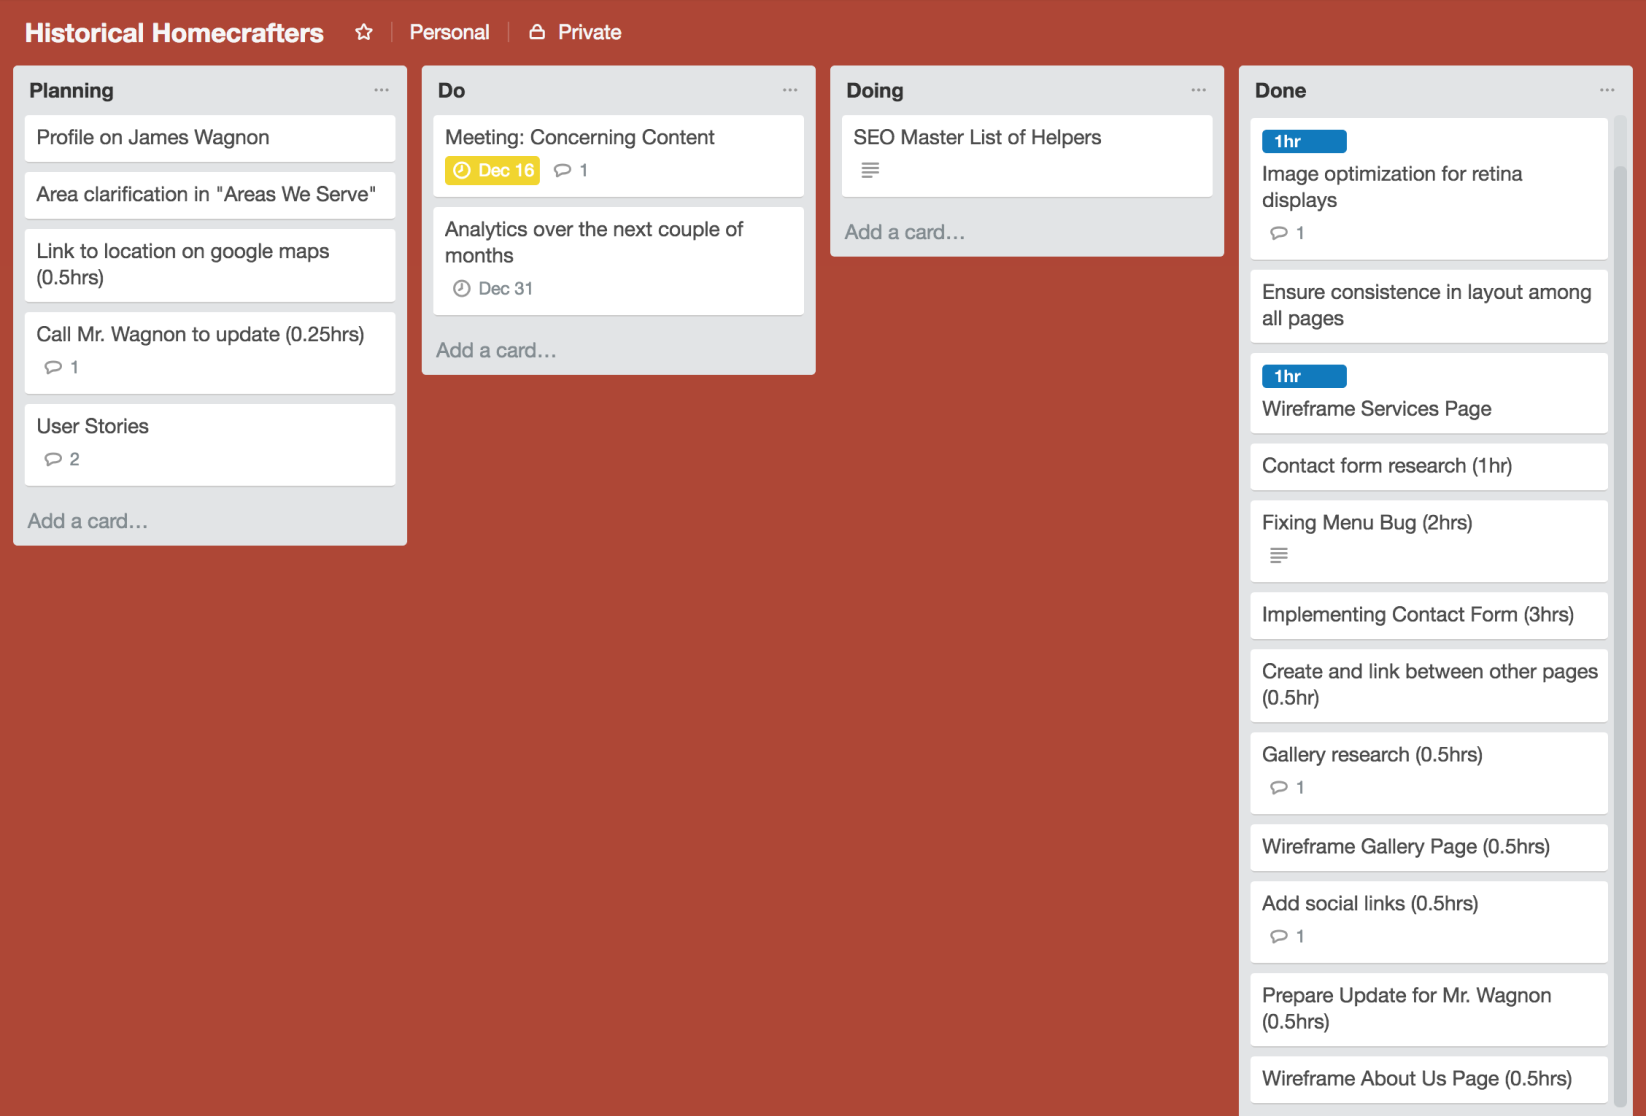 Historical Homecrafters Personal Private
Planning ...
Profile on James Wagnon
Area clarification in "Areas We Serve"
Link to location on google maps
(0.5hrs)
Call Mr. Wagnon to update (0.25hrs)
1
User Stories
2
Add a card...
Do ...
Meeting: Concerning Content
Dec 16 1
Analytics over the next couple of
months
Dec 31
Add a card...
Doing ...
SEO Master List of Helpers
Add a card...
Done ...
1hr
Image optimization for retina
displays
1
Ensure consistence in layout among
all pages
1hr
Wireframe Services Page
Contact form research (1hr)
Fixing Menu Bug (2hrs)
Implementing Contact Form (3hrs)
Create and link between other pages
(0.5hr)
Gallery research (0.5hrs)
1
Wireframe Gallery Page (0.5hrs)
Add social links (0.5hrs)
1
Prepare Update for Mr. Wagnon
(0.5hrs)
Wireframe About Us Page (0.5hrs)